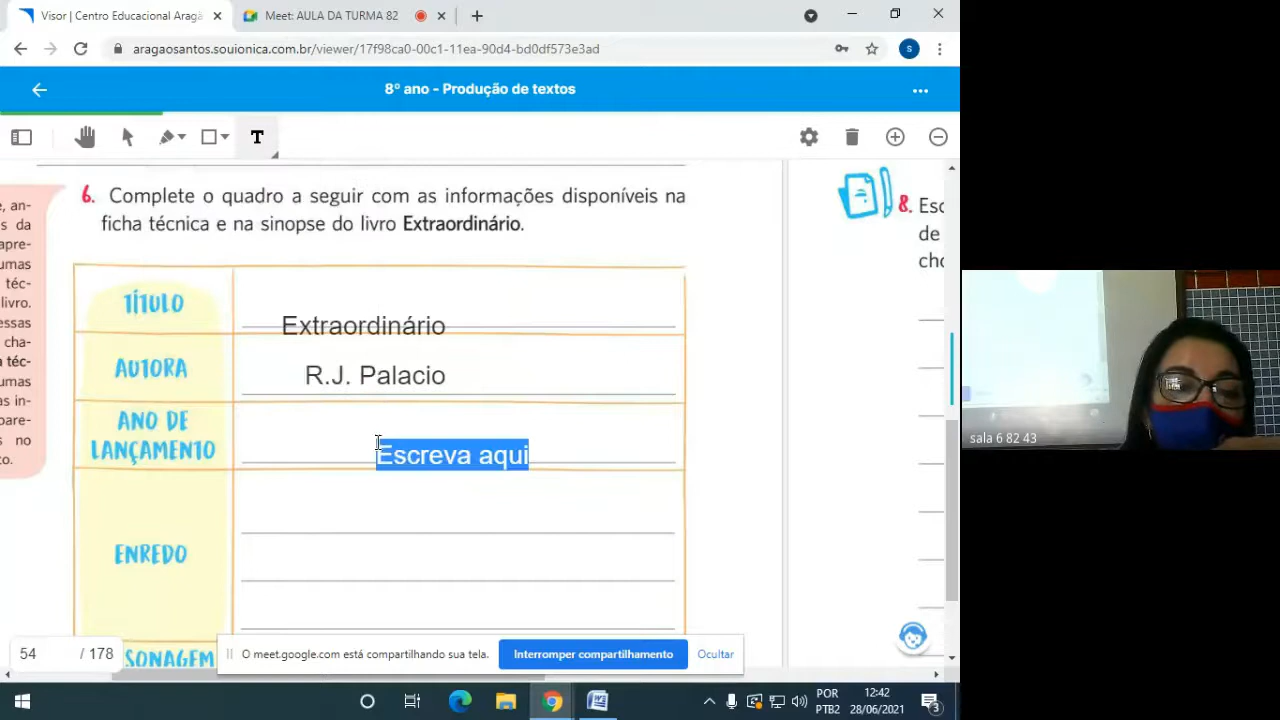 Visor | Centro Educacional Aragã
Meet: AULA DA TURMA 82
aragaosantos.souionica.com.br/viewer/17f98ca0-00c1-11ea-90d4-bd0df573e3ad
S
8º ano - Produção de textos
T
e, an-
s da
apre-
umas
téc-
livro.
essas
cha-
a téc-
umas
as in-
pare-
s no
to.
6. Complete o quadro a seguir com as informações disponíveis na
ficha técnica e na sinopse do livro Extraordinário.
TÍTULO
Extraordinário
AUTORA
R.J. Palacio
ANO DE
LANÇAMENTO
Escreva aqui
ENREDO
SONAGEM
8. Esc
de
cho
sala 6 82 43
54 / 178
O meet.google.com está compartilhando sua tela.
Interromper compartilhamento
Ocultar
POR
PTB2
12:42
28/06/2021
3